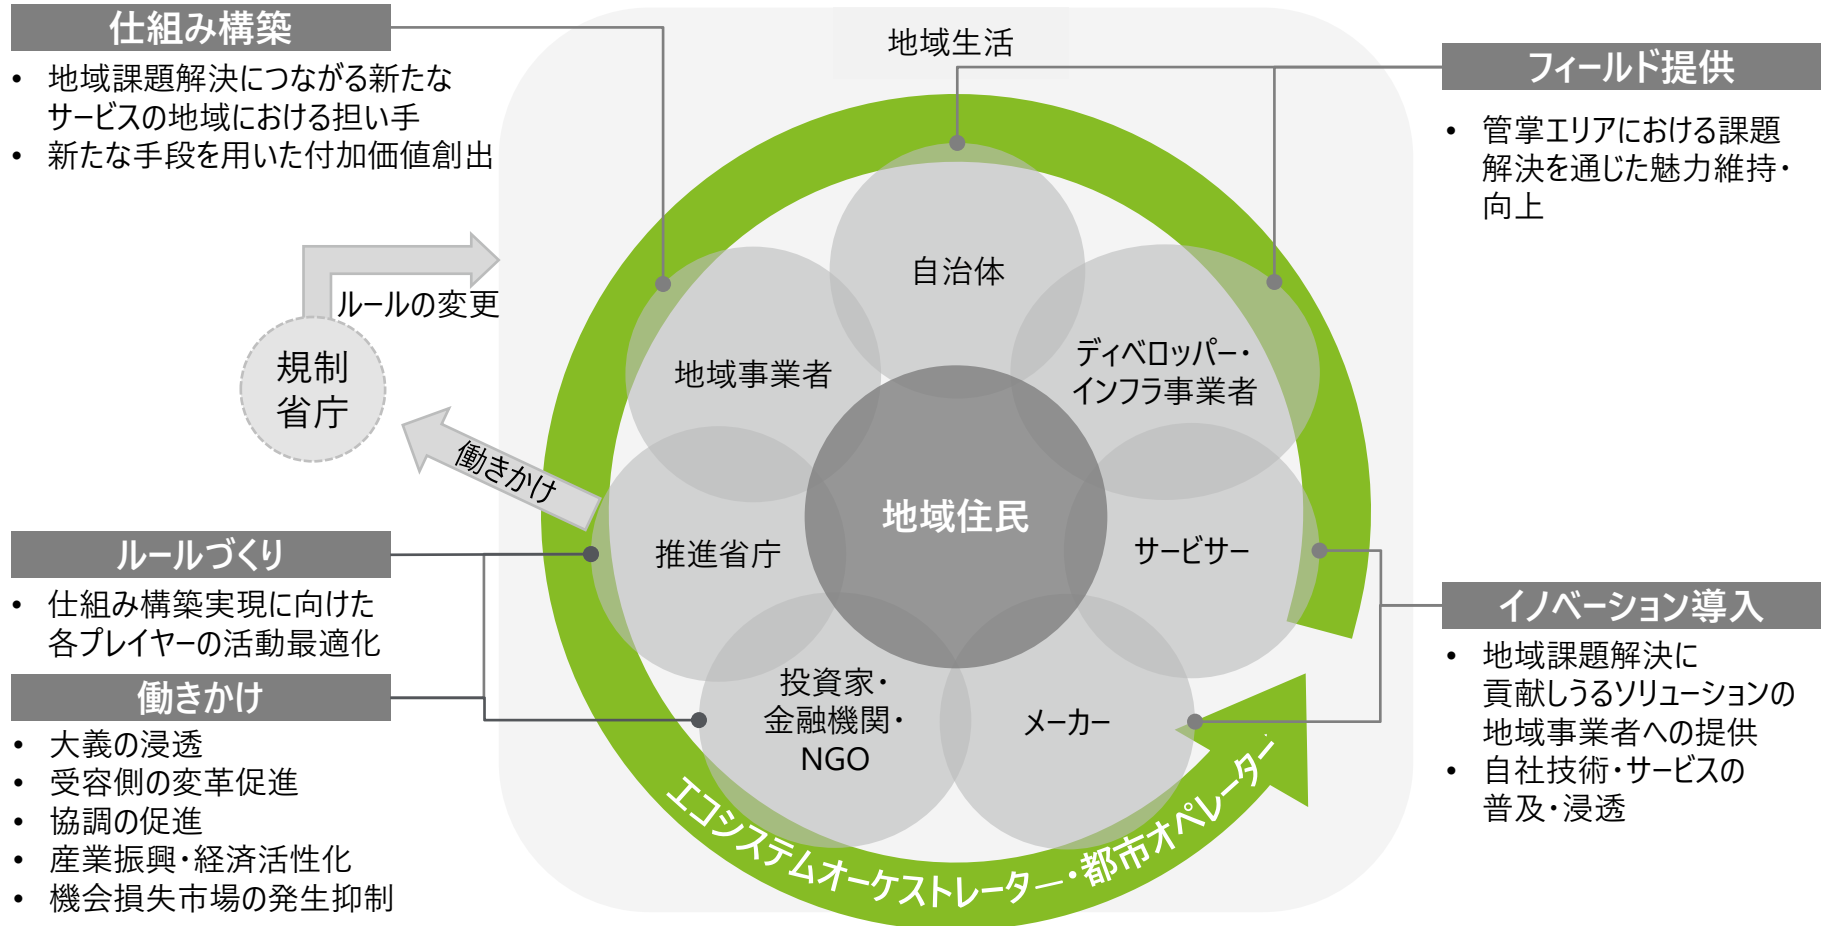 仕組み構築
• 地域課題解決につながる新たな
サービスの地域における担い手
• 新たな手段を用いた付加価値創出
地域生活
フィールド提供
• 管掌エリアにおける課題
解決を通じた魅力維持・
向上
ルールの変更
規制
省庁
働きかけ
自治体
地域事業者
ディベロッパー・
インフラ事業者
地域住民
推進省庁
サービサー
投資家・
金融機関・
NGO
メーカー
エコシステムオーケストレーター・都市オペレーター
ルールづくり
• 仕組み構築実現に向けた
各プレイヤーの活動最適化
働きかけ
• 大義の浸透
• 受容側の変革促進
• 協調の促進
• 産業振興・経済活性化
• 機会損失市場の発生抑制
イノベーション導入
• 地域課題解決に
貢献しうるソリューションの
地域事業者への提供
• 自社技術・サービスの
普及・浸透